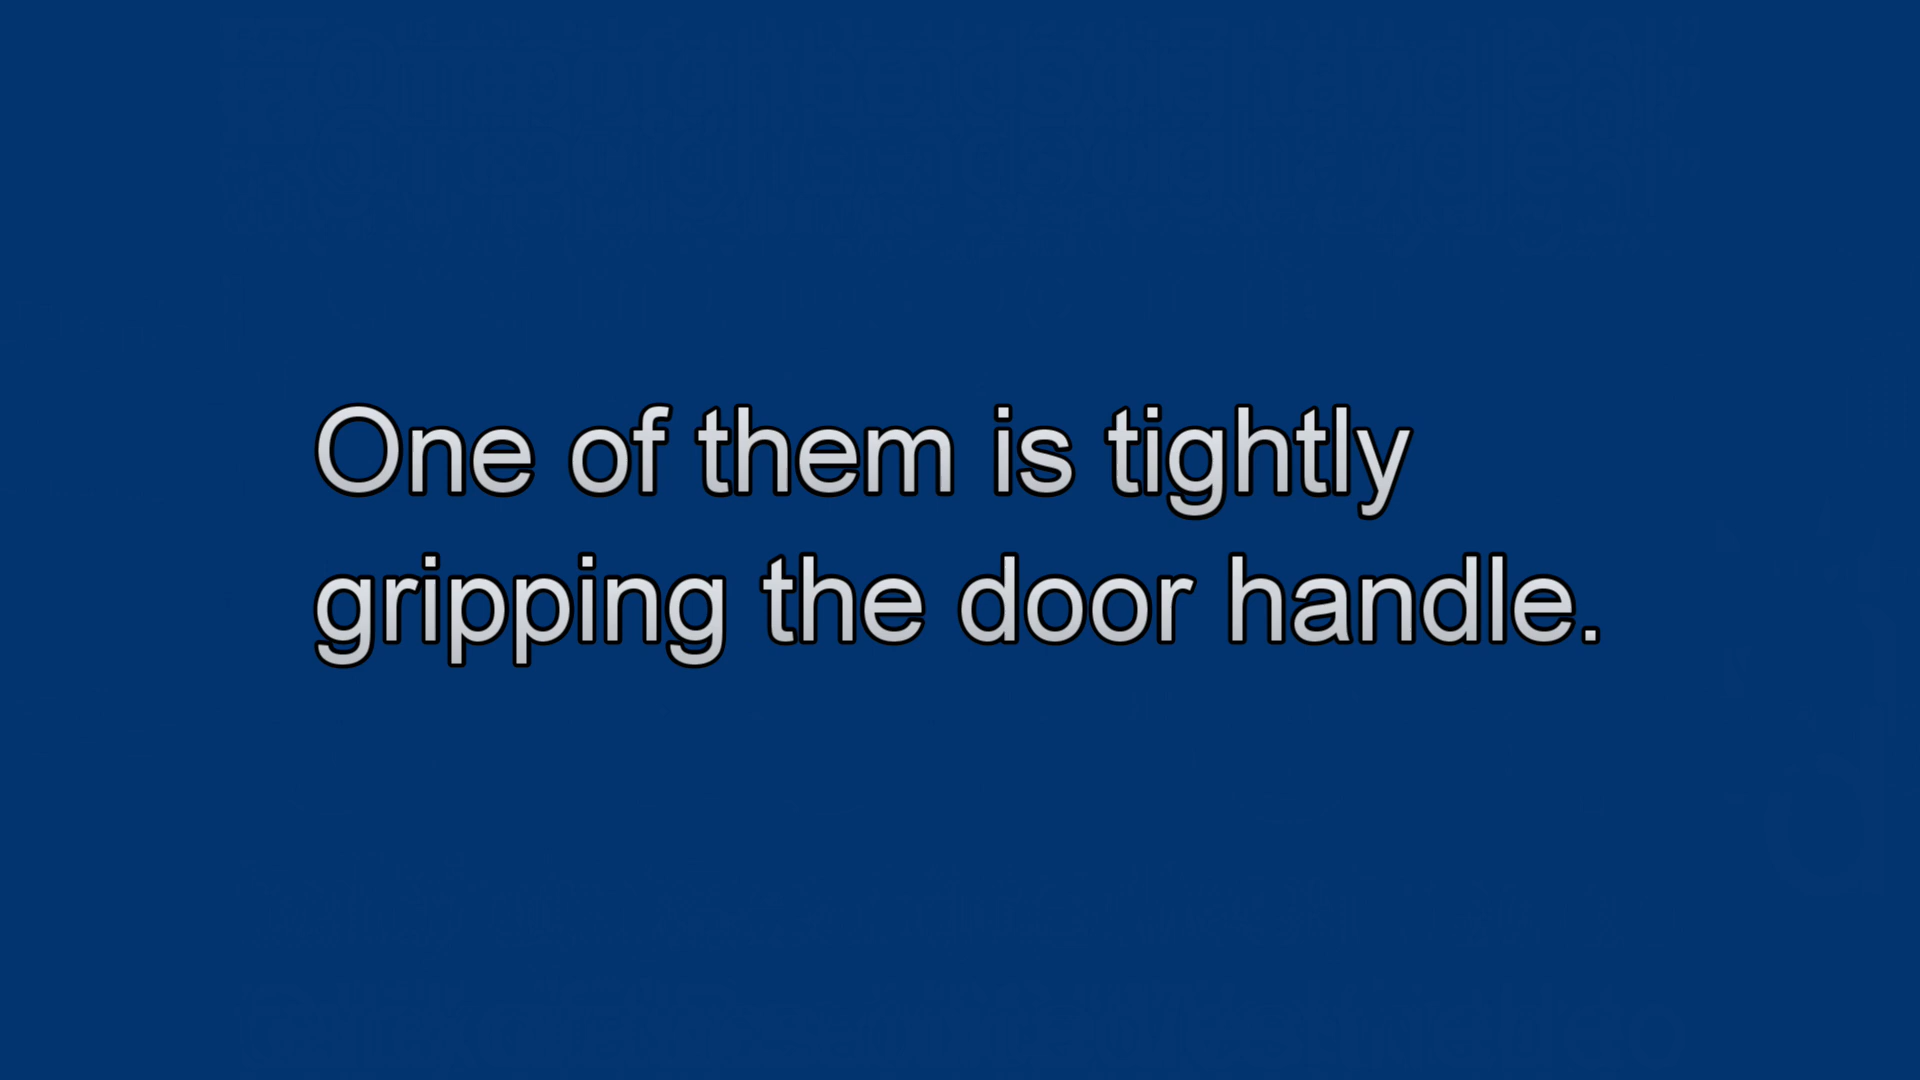 One of them is tightly
gripping the door handle.